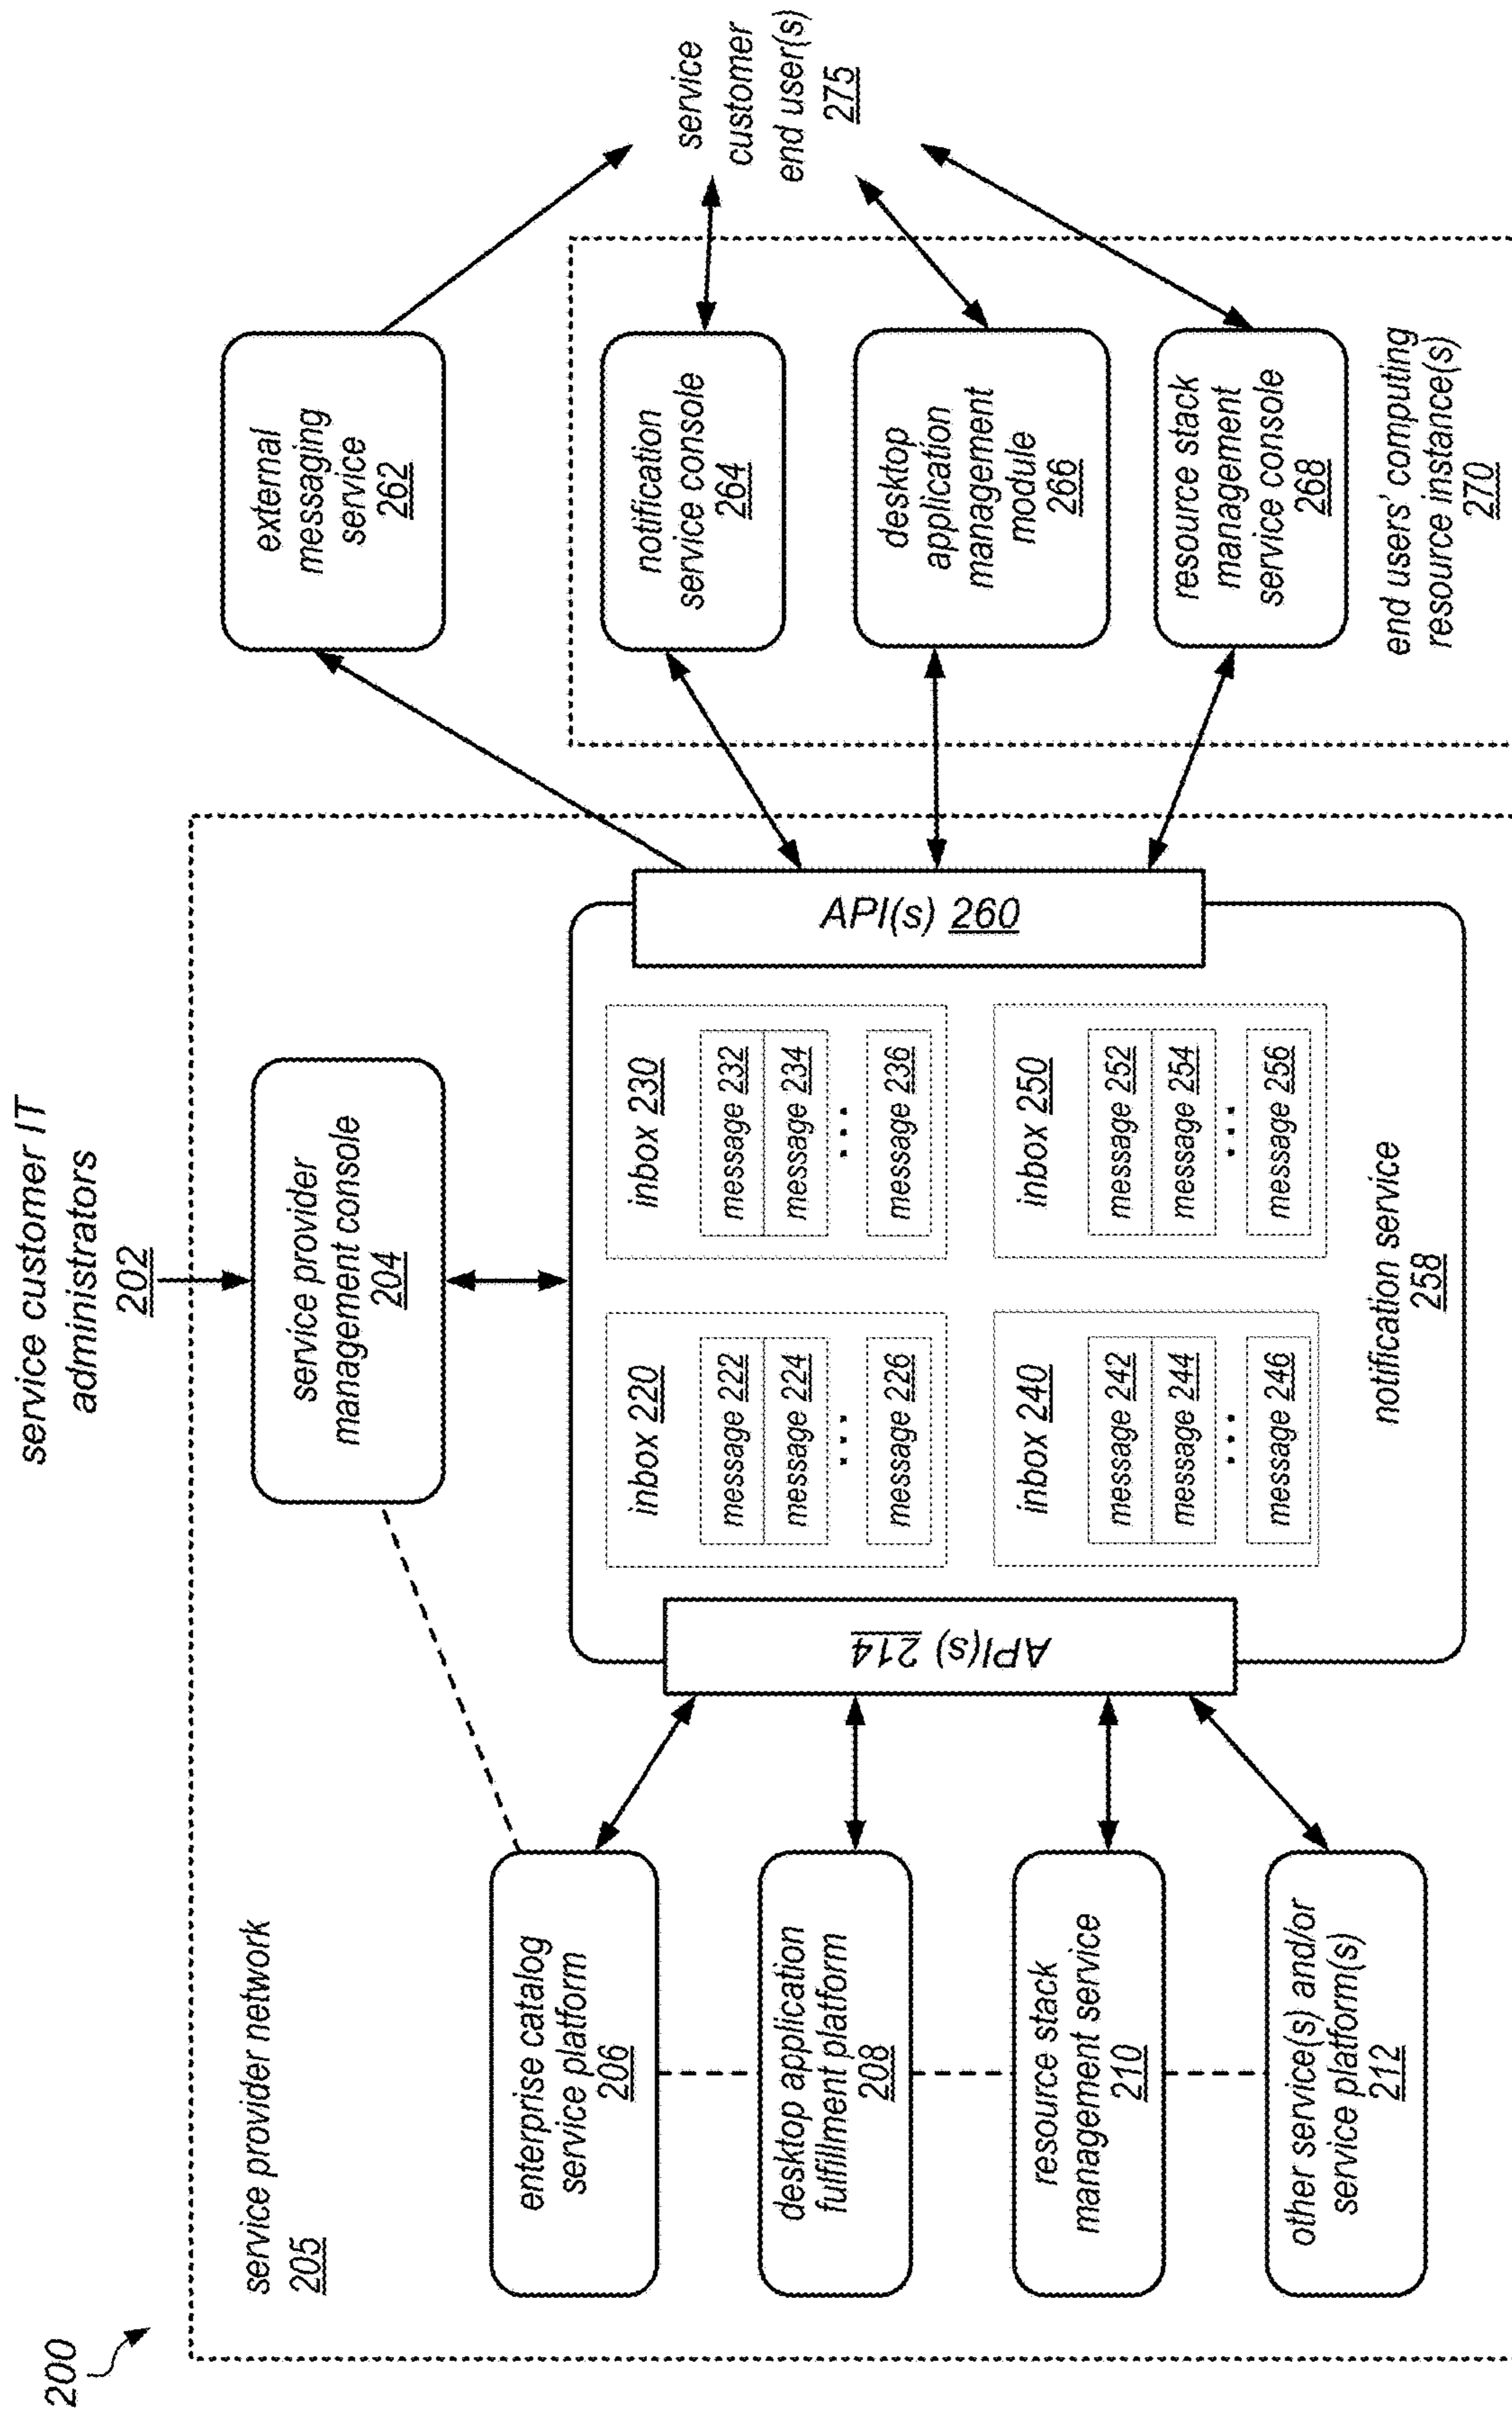 200
service customer IT
administrators
202
service provider network
205
service provider
management console
204
enterprise catalog
service platform
206
desktop application
fulfillment platform
208
resource stack
management service
210
other service(s) and/or
service platform(s)
212
API(s) 214
inbox 220
message 222
message 224
...
message 226
inbox 230
message 232
message 234
...
message 236
inbox 240
message 242
message 244
...
message 246
inbox 250
message 252
message 254
...
message 256
notification service
258
API(s) 260
external
messaging
service
262
notification
service console
264
desktop
application
management
module
266
resource stack
management
service console
268
end users' computing
resource instance(s)
270
service
customer
end user(s)
275